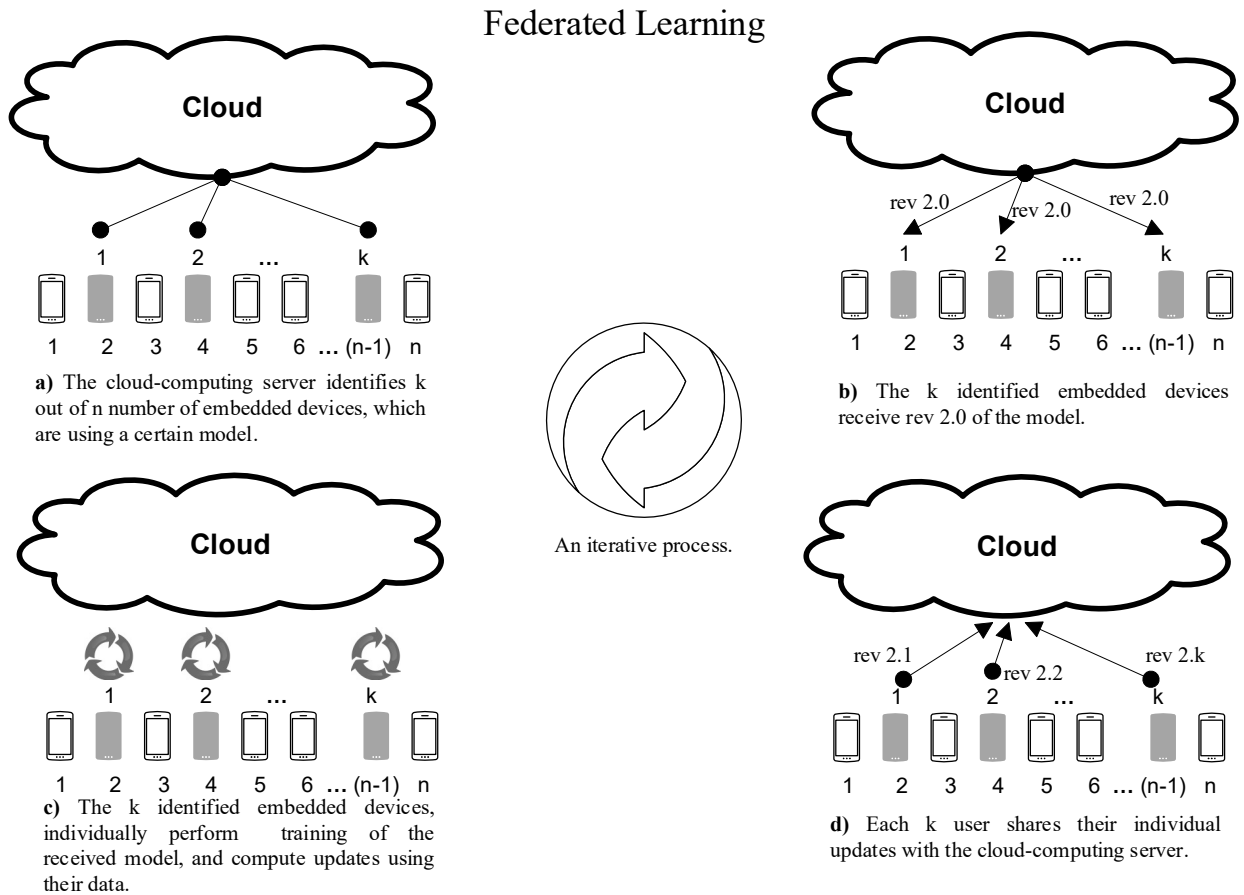 Federated Learning
Cloud
1 2 ... k
1 2 3 4 5 6 ... (n-1) n
a) The cloud-computing server identifies k
out of n number of embedded devices, which
are using a certain model.
Cloud
rev 2.0 rev 2.0 rev 2.0
1 2 ... k
1 2 3 4 5 6 ... (n-1) n
b) The k identified embedded devices
receive rev 2.0 of the model.
An iterative process.
Cloud
1 2 ... k
1 2 3 4 5 6 ... (n-1) n
c) The k identified embedded devices,
individually perform training of the
received model, and compute updates using
their data.
Cloud
rev 2.1 rev 2.2 rev 2.k
1 2 ... k
1 2 3 4 5 6 ... (n-1) n
d) Each k user shares their individual
updates with the cloud-computing server.